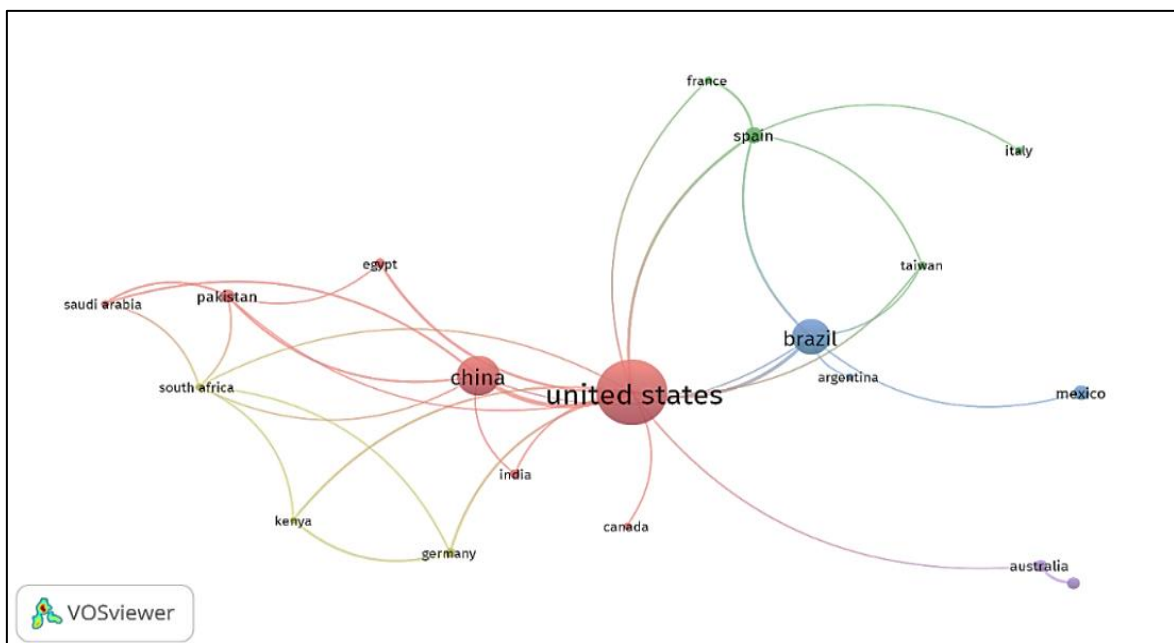 france
spain
italy
egypt
taiwan
saudi arabia
pakistan
brazil
south africa
china
argentina
united states
mexico
india
kenya
canada
germany
australia
VOSviewer